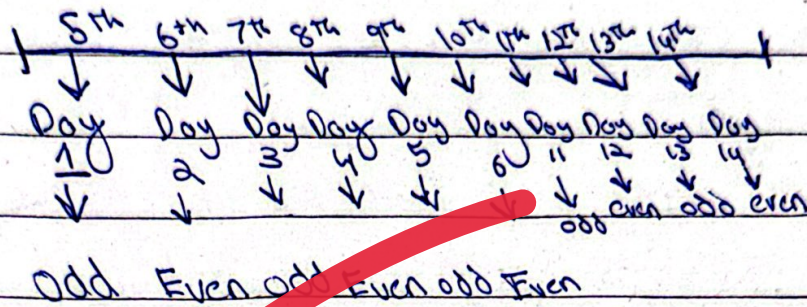 5th 6th 7th 8th 9th 10th 11th 12th 13th 14th
Day Day Day Day Day Day Day Day Day Day
1 2 3 4 5 6 11 12 13 14
odd even odd even
Odd Even odd Even odd Even